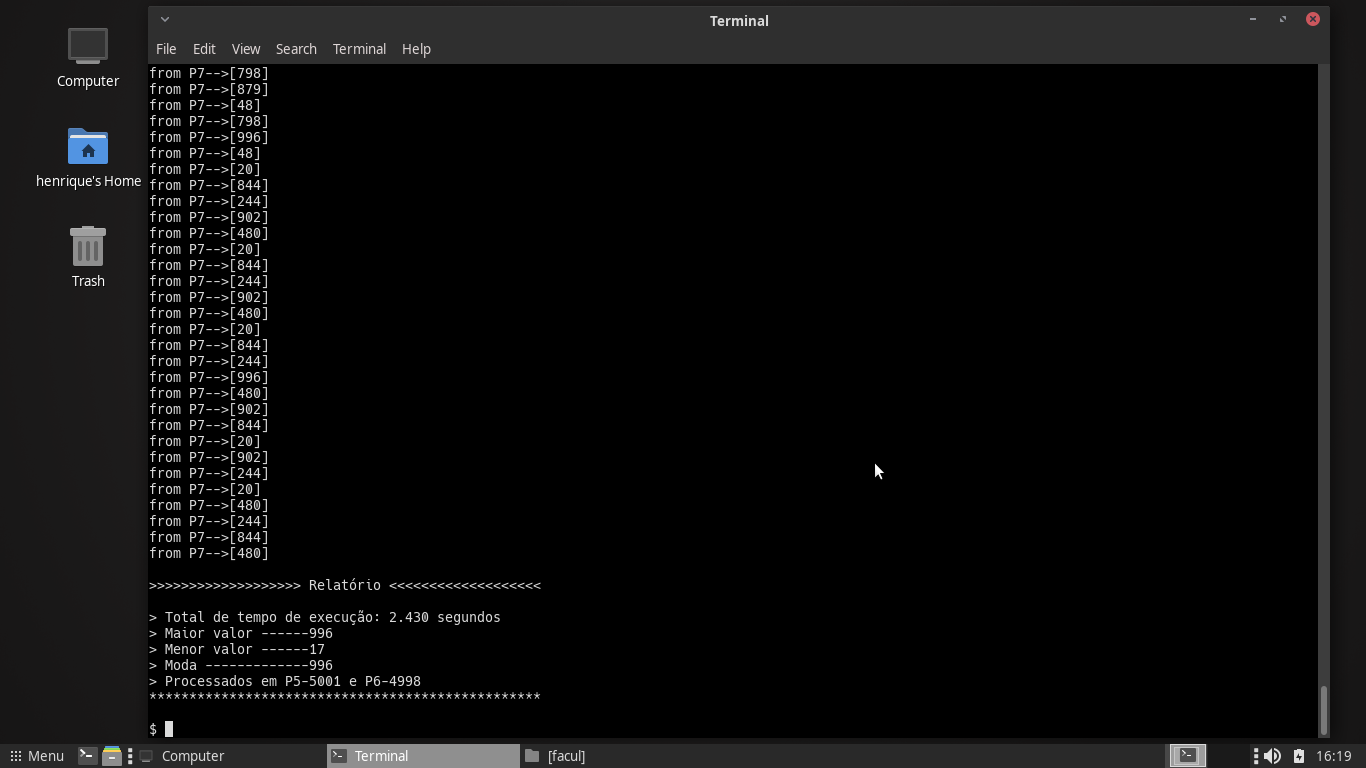 Terminal
File Edit View Search Terminal Help
Computer
henrique's Home
Trash
from P7-->[798]
from P7-->[879]
from P7-->[48]
from P7-->[798]
from P7-->[996]
from P7-->[48]
from P7-->[20]
from P7-->[844]
from P7-->[244]
from P7-->[902]
from P7-->[480]
from P7-->[20]
from P7-->[844]
from P7-->[244]
from P7-->[902]
from P7-->[480]
from P7-->[20]
from P7-->[844]
from P7-->[244]
from P7-->[996]
from P7-->[480]
from P7-->[902]
from P7-->[844]
from P7-->[20]
from P7-->[902]
from P7-->[244]
from P7-->[20]
from P7-->[480]
from P7-->[244]
from P7-->[844]
from P7-->[480]
>>>>>>>>>>>>>>>>>>> Relatório <<<<<<<<<<<<<<<<<<<
> Total de tempo de execução: 2.430 segundos
> Maior valor ------996
> Menor valor ------17
> Moda -------------996
> Processados em P5-5001 e P6-4998
*************************************************
$
Menu Computer Terminal [facul] 16:19